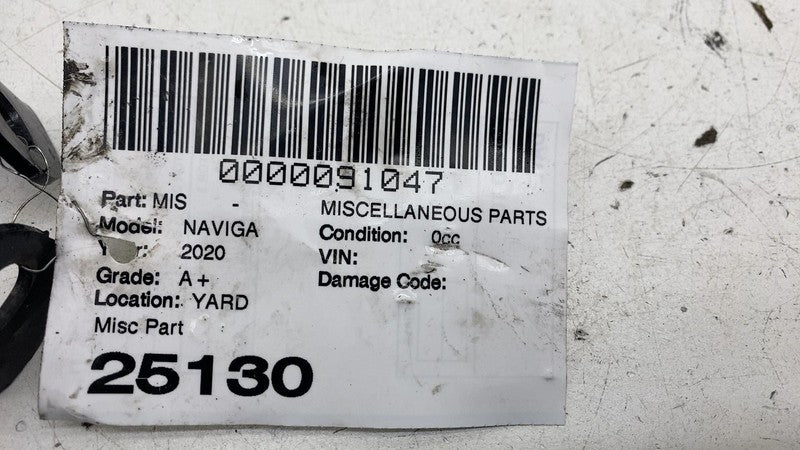 0000091047
Part: MIS - MISCELLANEOUS PARTS
Model: NAVIGA Condition: 0cc
2020 VIN:
Grade: A+ Damage Code:
Location: YARD
Misc Part
25130